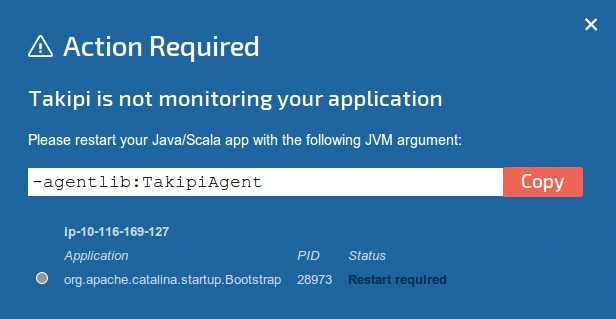 Action Required
Takipi is not monitoring your application
Please restart your Java/Scala app with the following JVM argument:
-agentlib:TakipiAgent Copy
ip-10-116-169-127
Application PID Status
org.apache.catalina.startup.Bootstrap 28973 Restart required